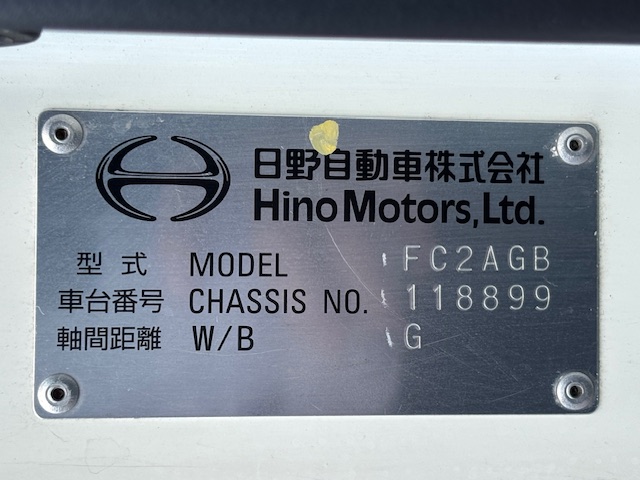 日野自動車株式会社
Hino Motors, Ltd.
型式 MODEL FC2AGB
車台番号 CHASSIS NO. 118899
軸間距離 W/B G